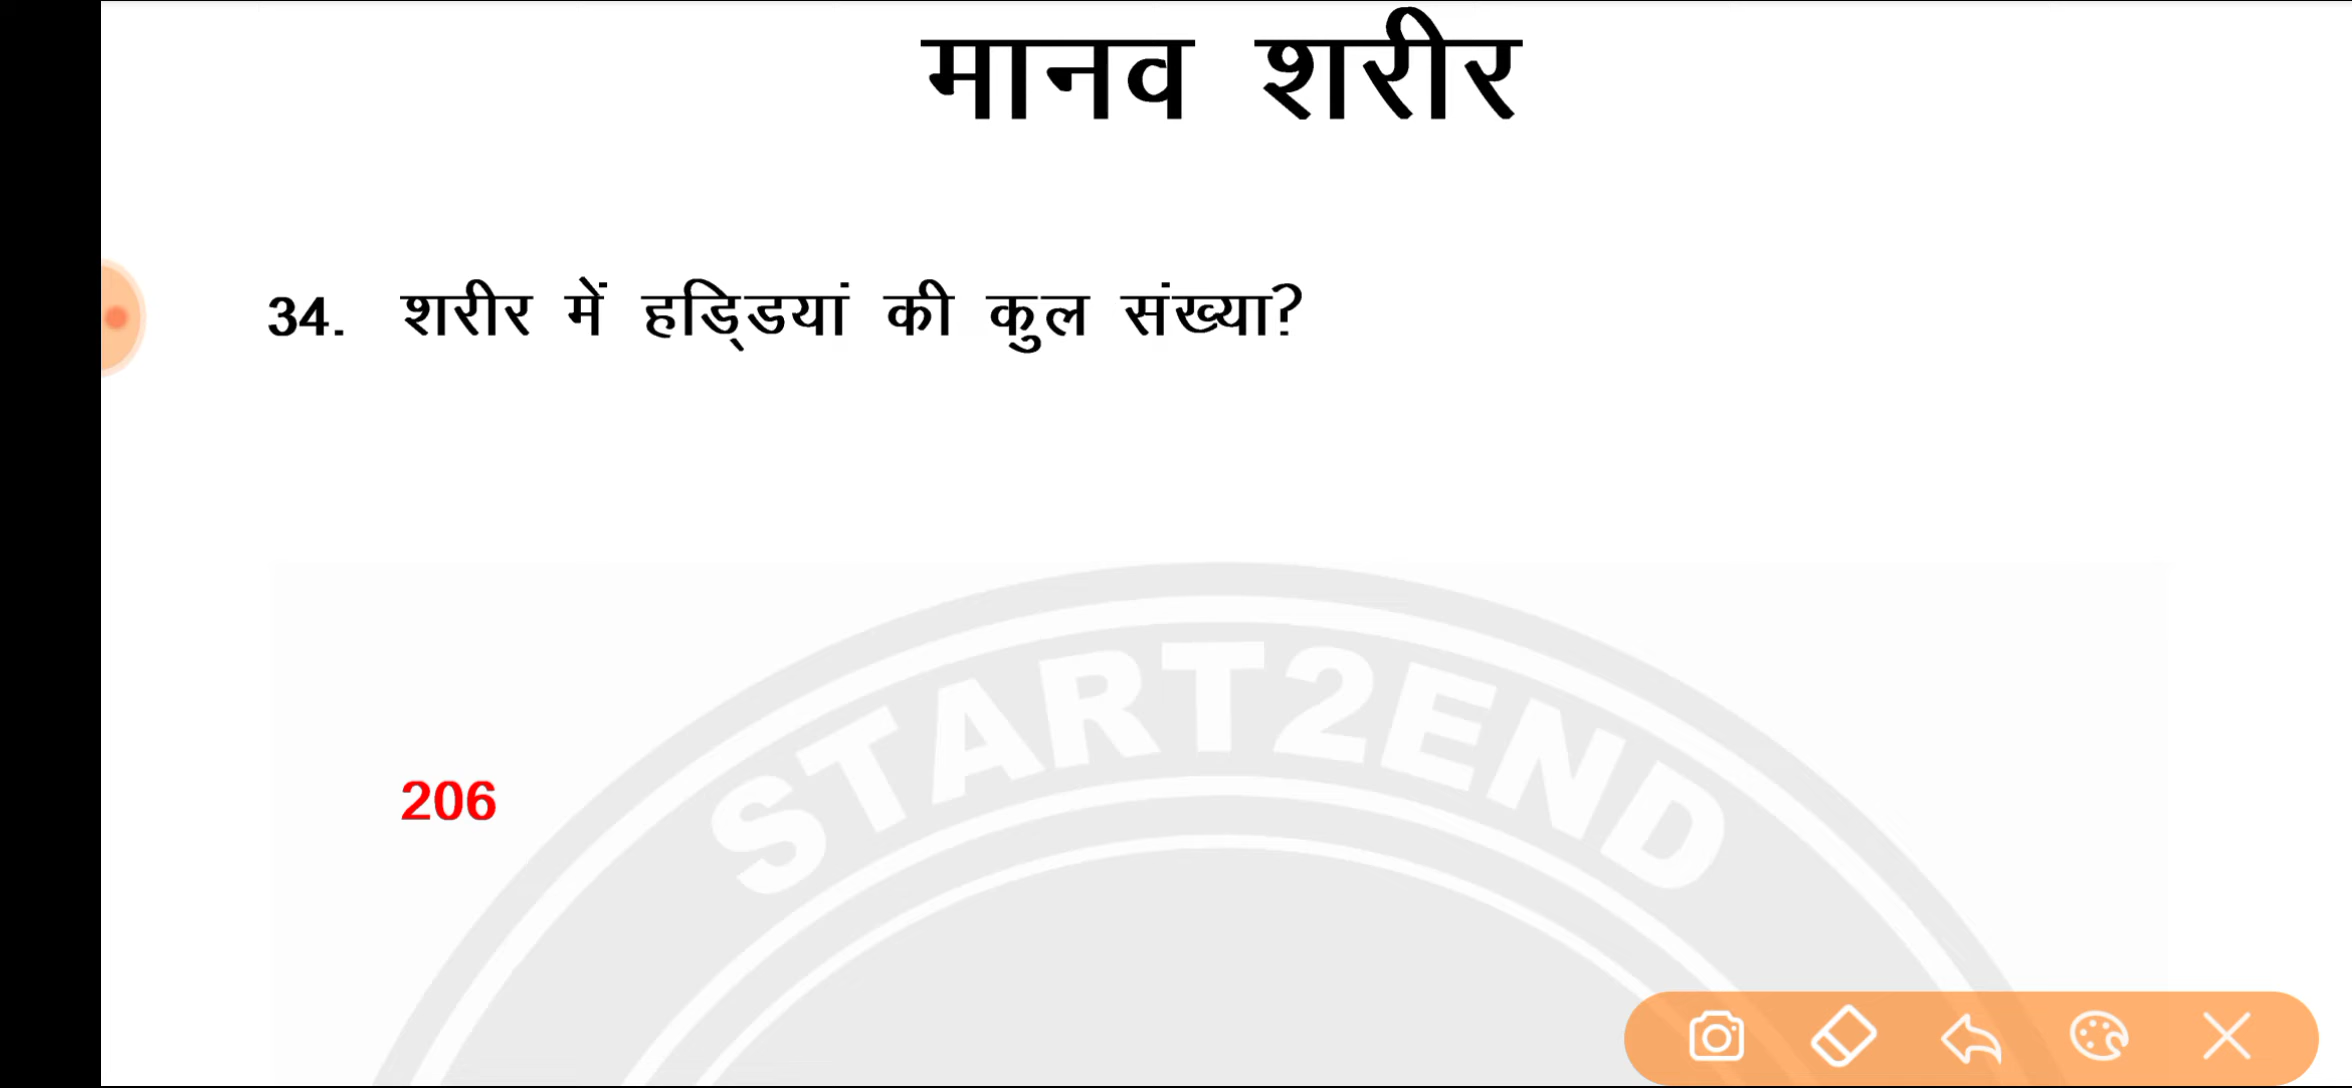 मानव शरीर
34. शरीर में हड्डियां की कुल संख्या?
START2END
206